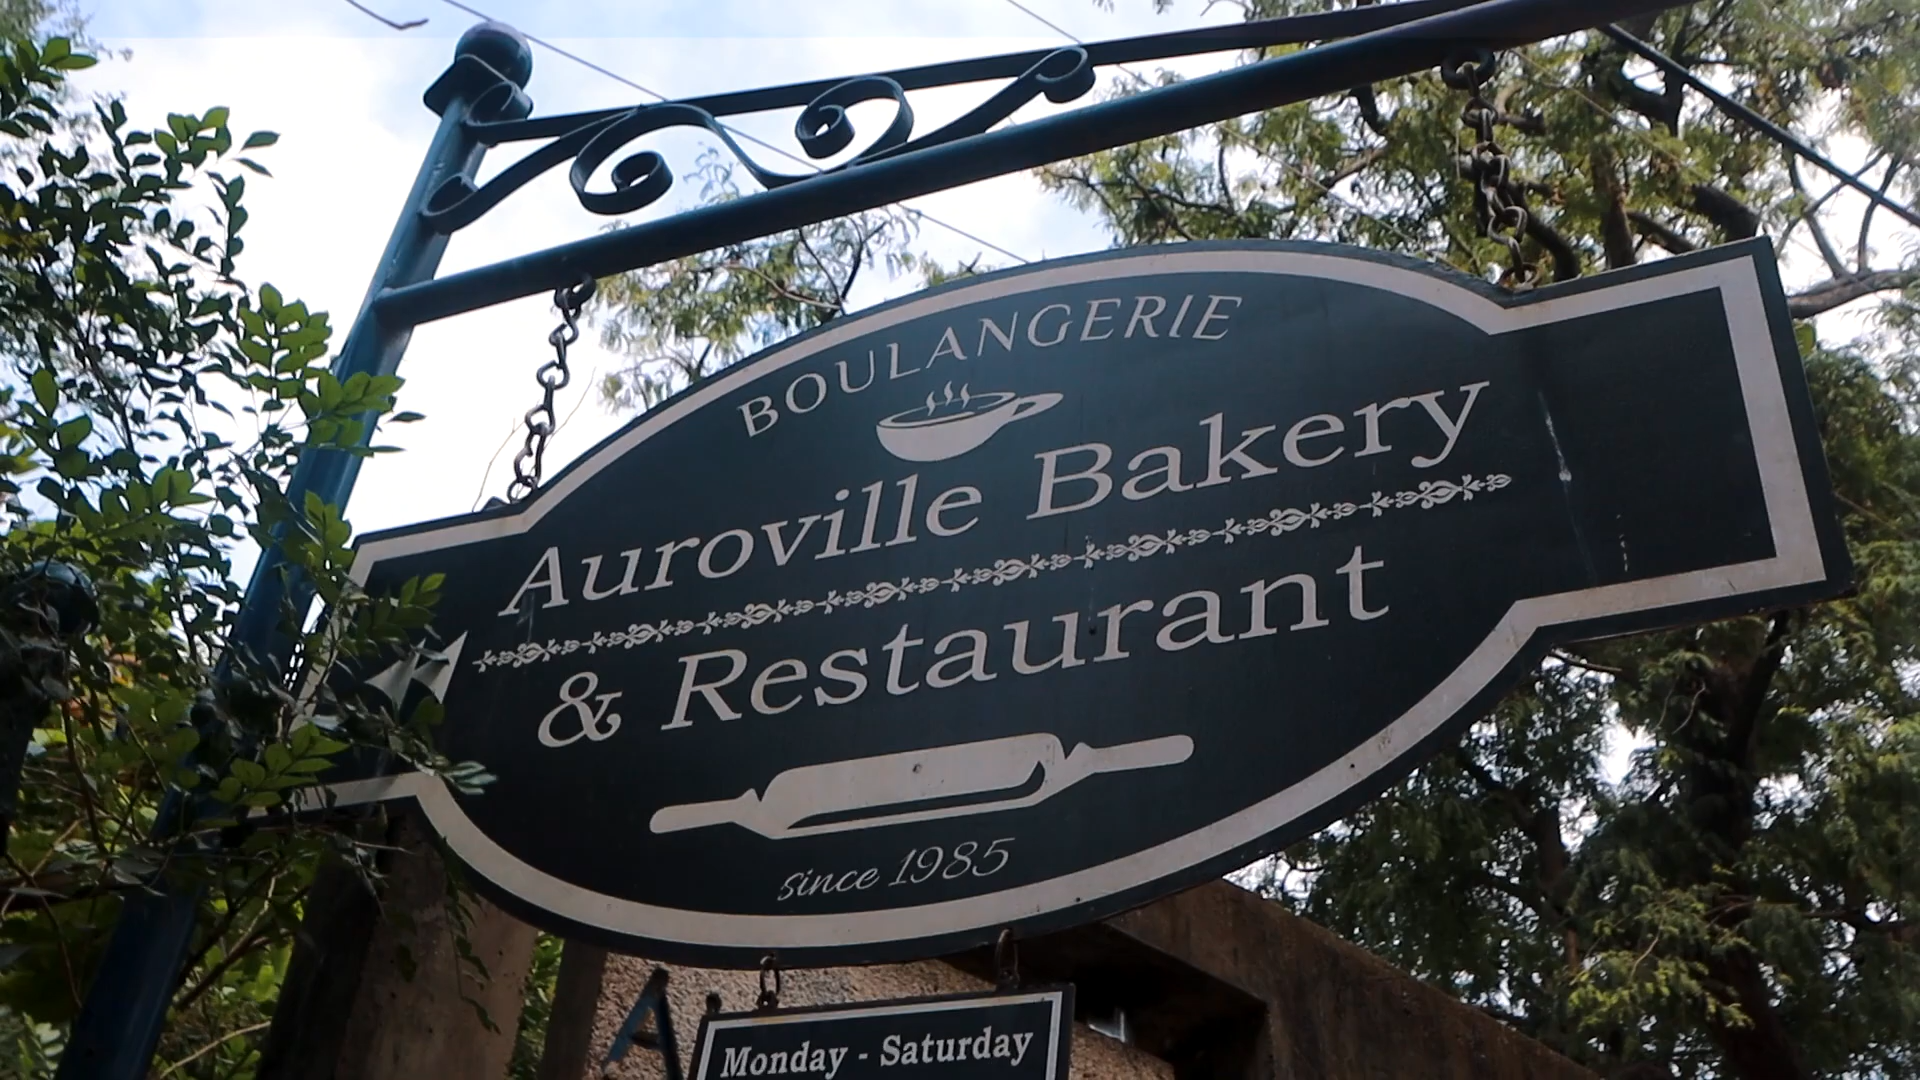 BOULANGERIE
Auroville Bakery
& Restaurant
since 1985
Monday - Saturday